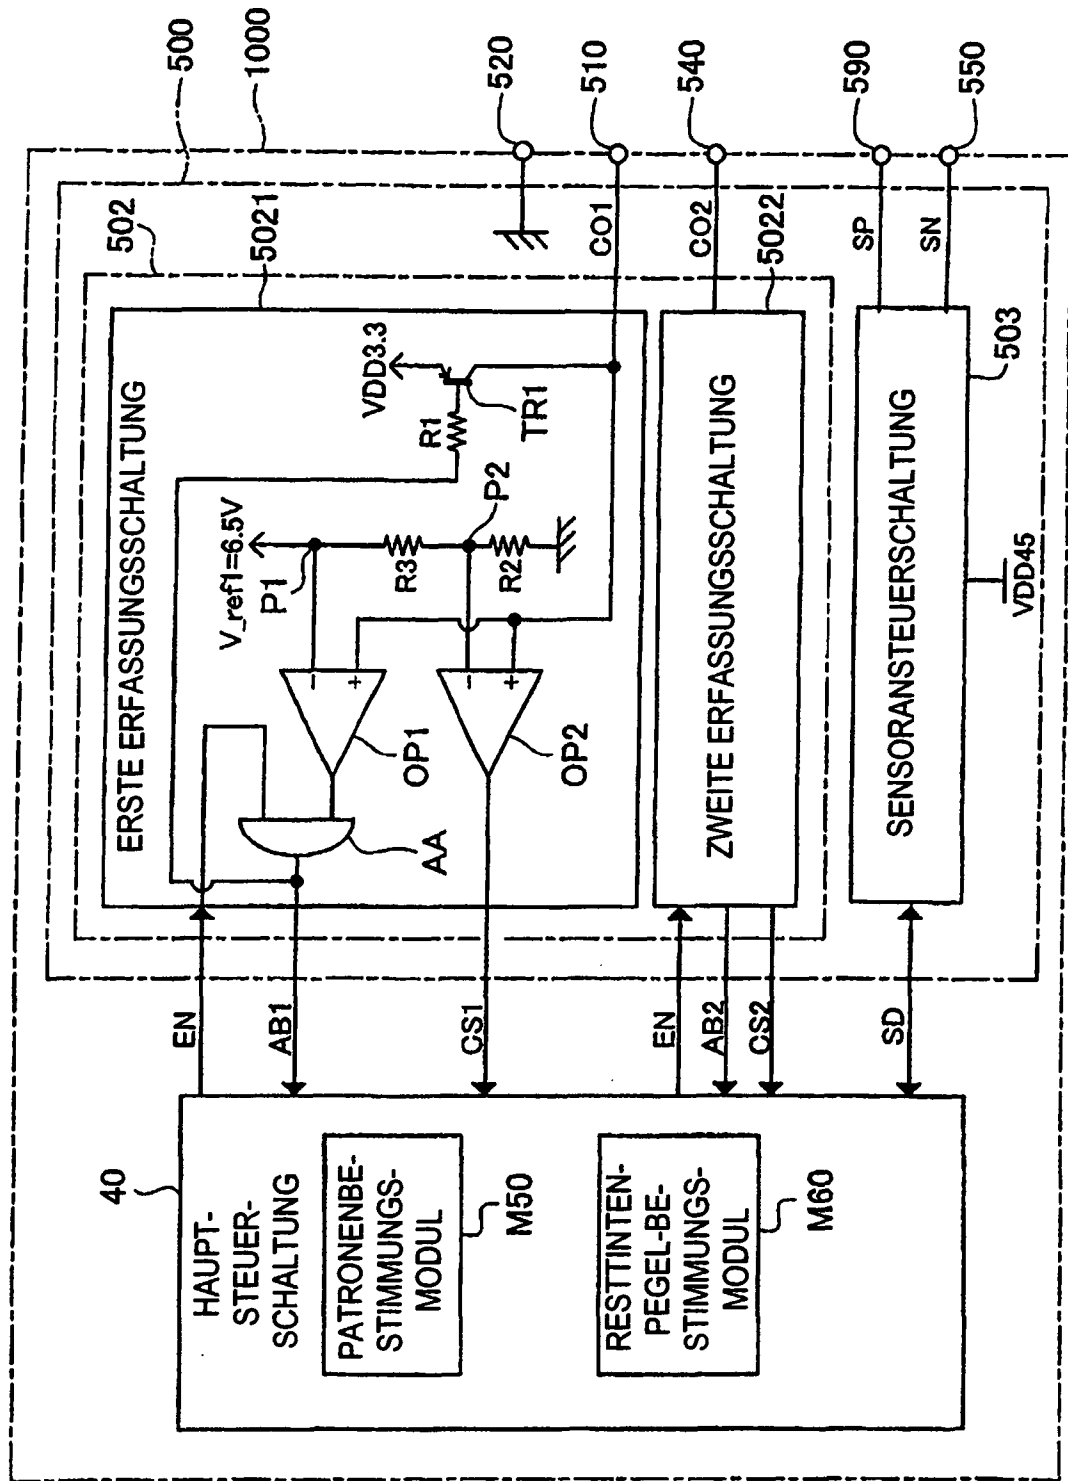 500
1000
502
5021
520
510
540
590
550
ERSTE ERFASSUNGSSCHALTUNG
VDD3.3
R1
TR1
V_ref1=6.5V
P1
R3
P2
R2
OP1
OP2
AA
CO1
CO2
5022
SP
SN
503
ZWEITE ERFASSUNGSSCHALTUNG
SENSORANSTEUERSCHALTUNG
VDD45
EN
AB1
CS1
EN
AB2
CS2
SD
40
HAUPT-
STEUER-
SCHALTUNG
PATRONENBE-
STIMMUNGS-
MODUL
M50
RESTTINTEN-
PEGEL-BE-
STIMMUNGS-
MODUL
M60
-
+
-
+